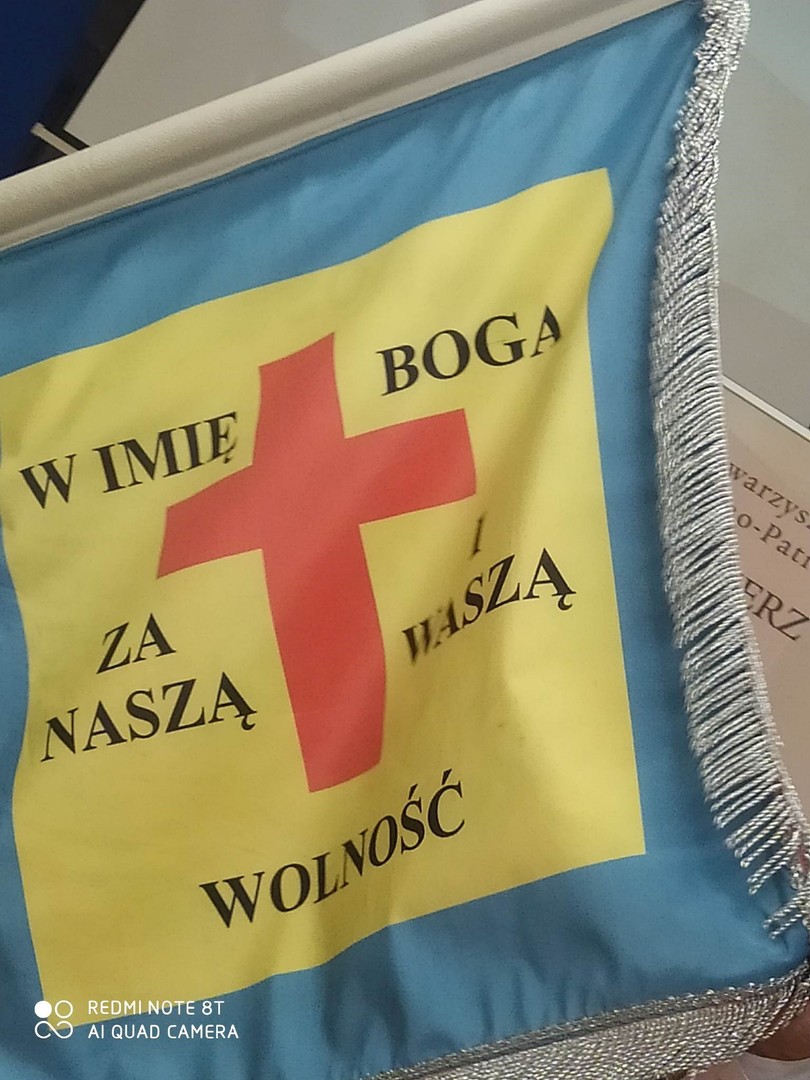 W IMIĘ BOGA
ZA
NASZĄ
I
WASZĄ
WOLNOŚĆ
REDMI NOTE 8T
AI QUAD CAMERA